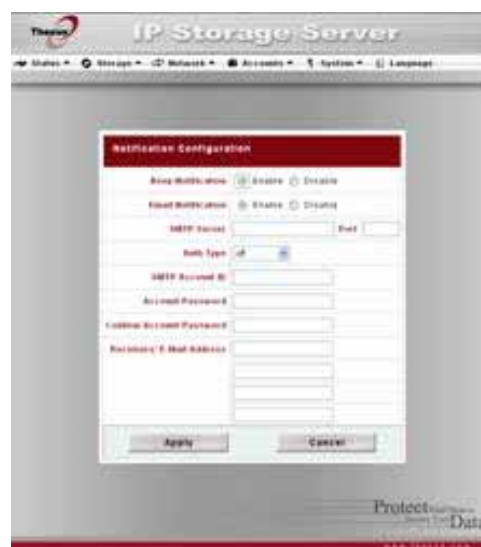 Thecus
IP Storage Server
Status Storage Network Accounts System Language
Notification Configuration
Beep Notification Enable Disable
Email Notification Enable Disable
SMTP Server Port
Auth Type off
SMTP Account ID
Account Password
Confirm Account Password
Receivers' E-Mail Address
Apply Cancel
Protect
Data